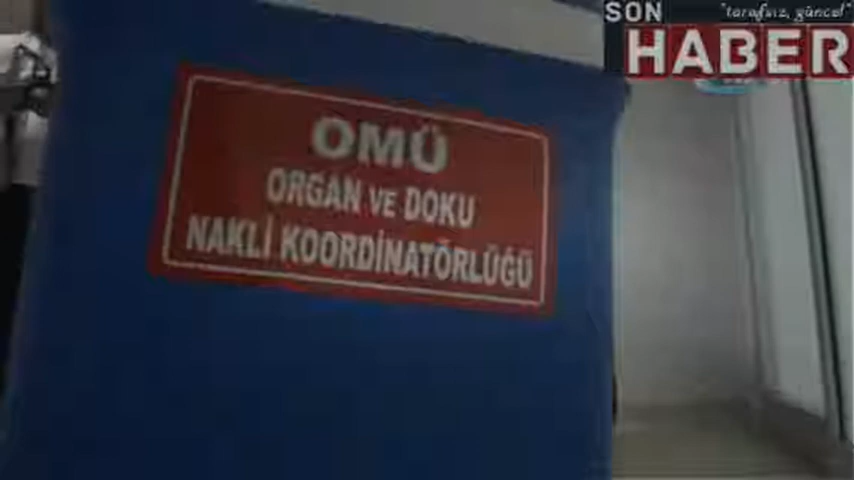 SON
"tarafsız, güncel"
HABER
OMÜ
ORGAN VE DOKU
NAKLİ KOORDİNATÖRLÜĞÜ